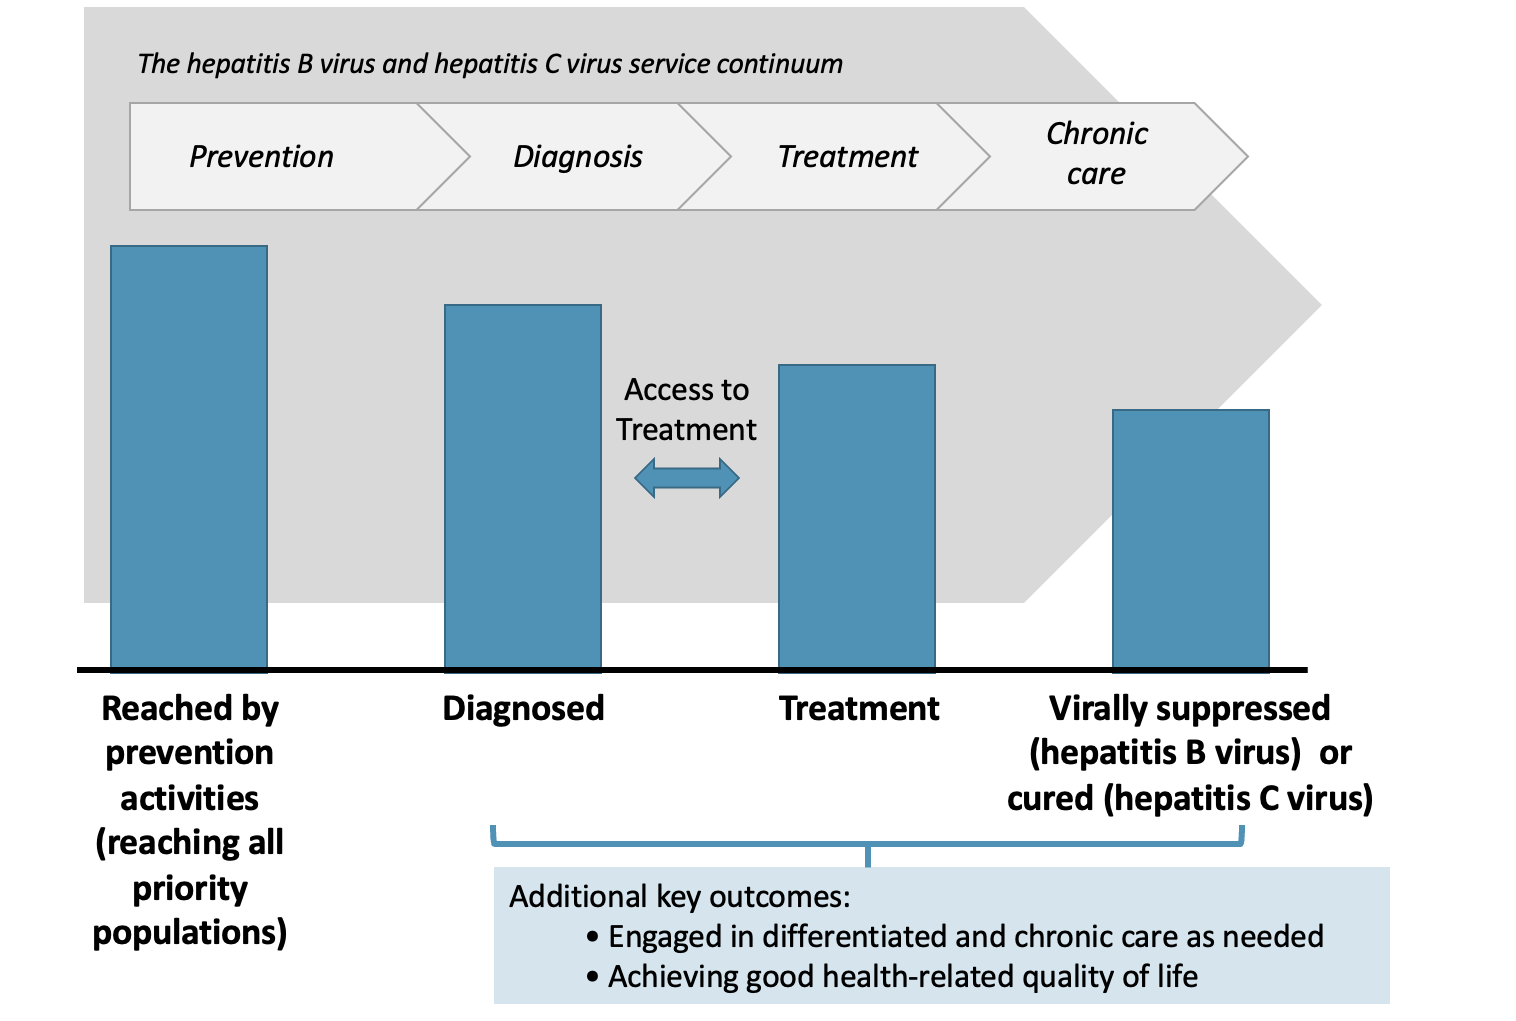 The hepatitis B virus and hepatitis C virus service continuum
Prevention
Diagnosis
Treatment
Chronic
care
Access to
Treatment
Reached by
prevention
activities
(reaching all
priority
populations)
Diagnosed
Treatment
Virally suppressed
(hepatitis B virus) or
cured (hepatitis C virus)
Additional key outcomes:
• Engaged in differentiated and chronic care as needed
• Achieving good health-related quality of life